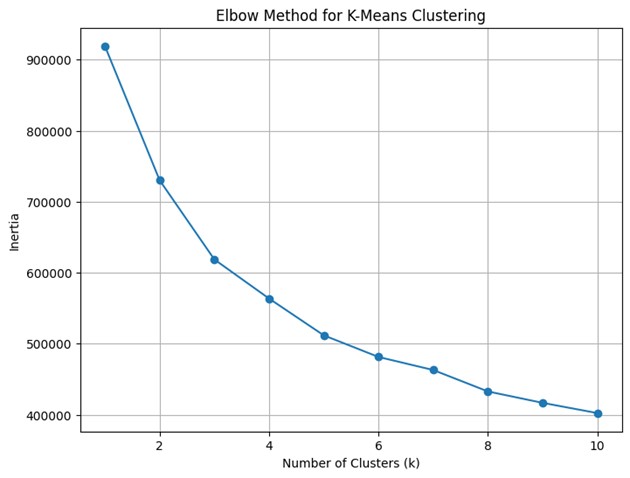 Elbow Method for K-Means Clustering
900000
800000
700000
600000
500000
400000
Inertia
2 4 6 8 10
Number of Clusters (k)